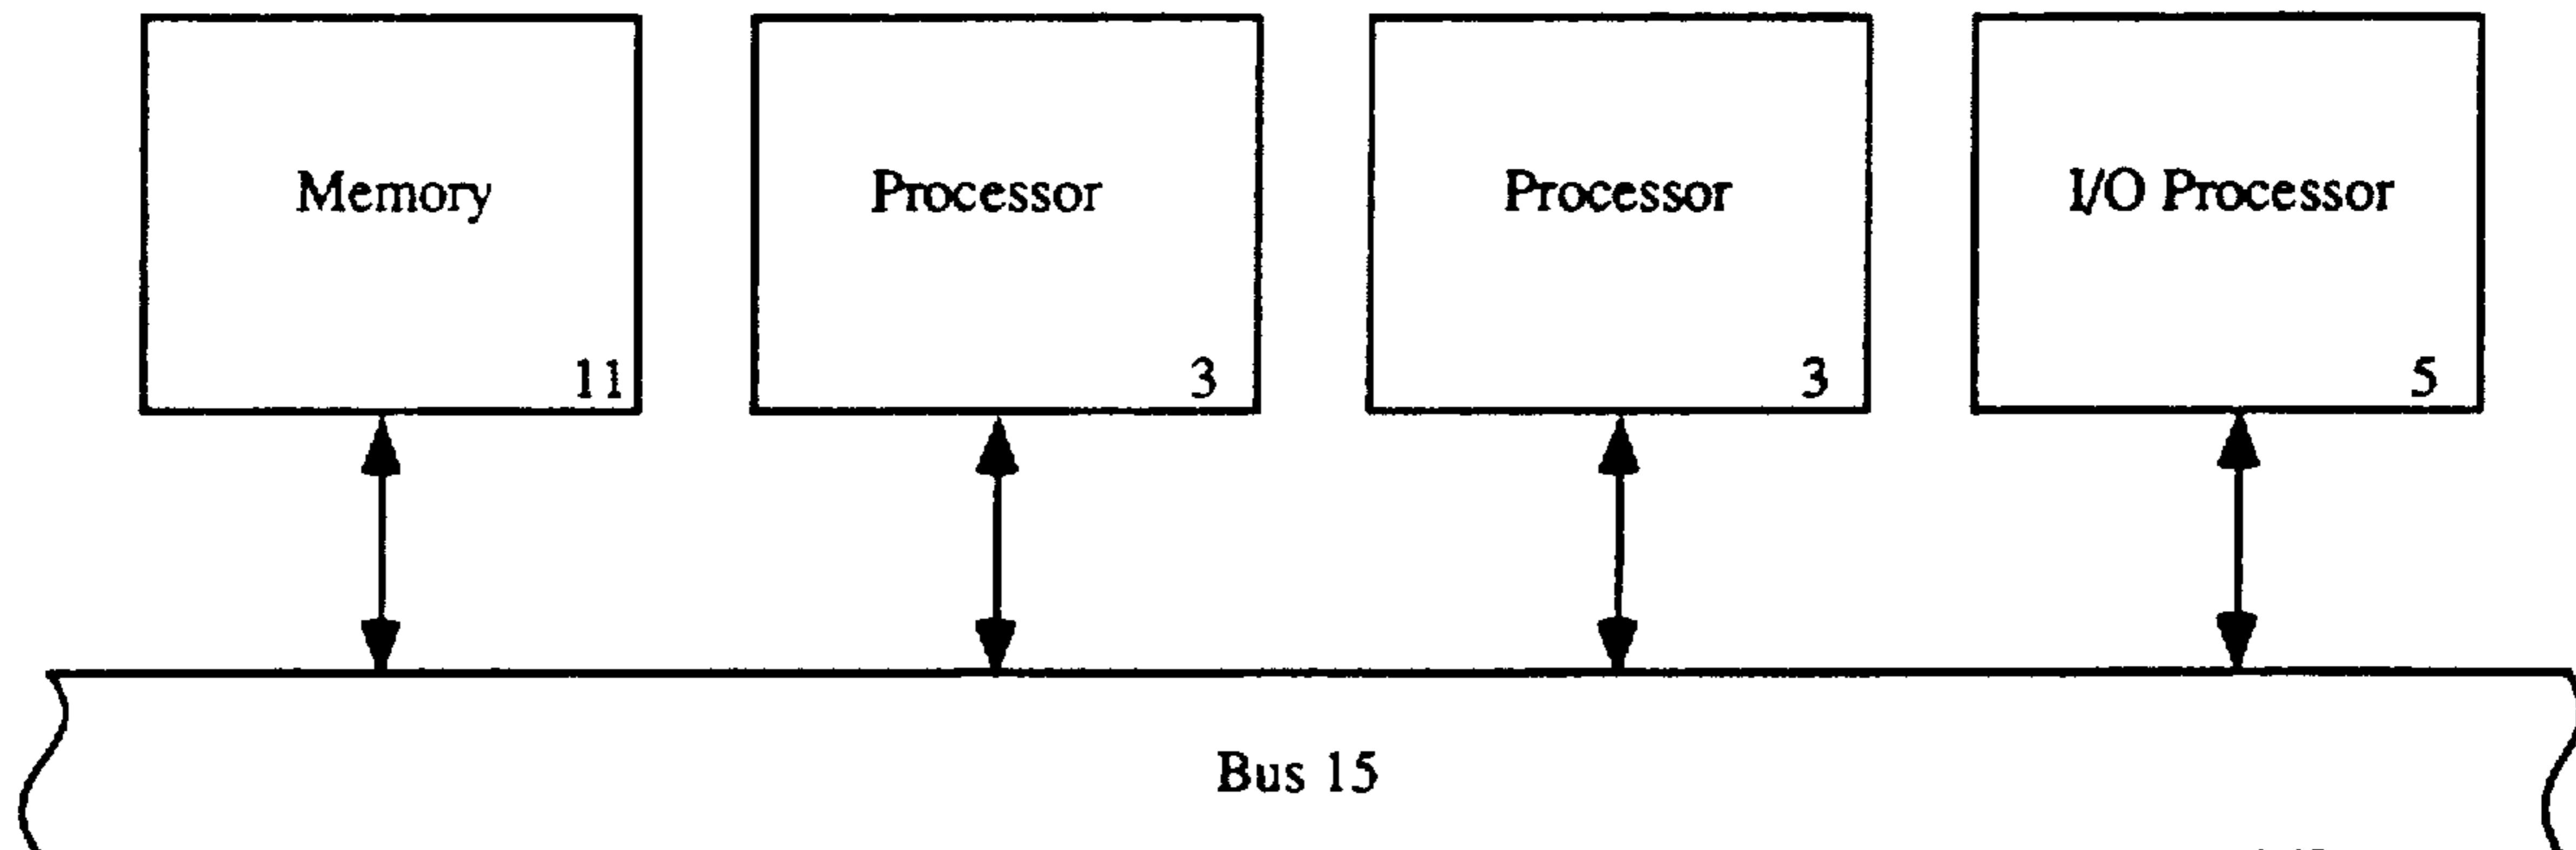 Memory
Processor
Processor
I/O Processor
11
3
3
5
Bus 15